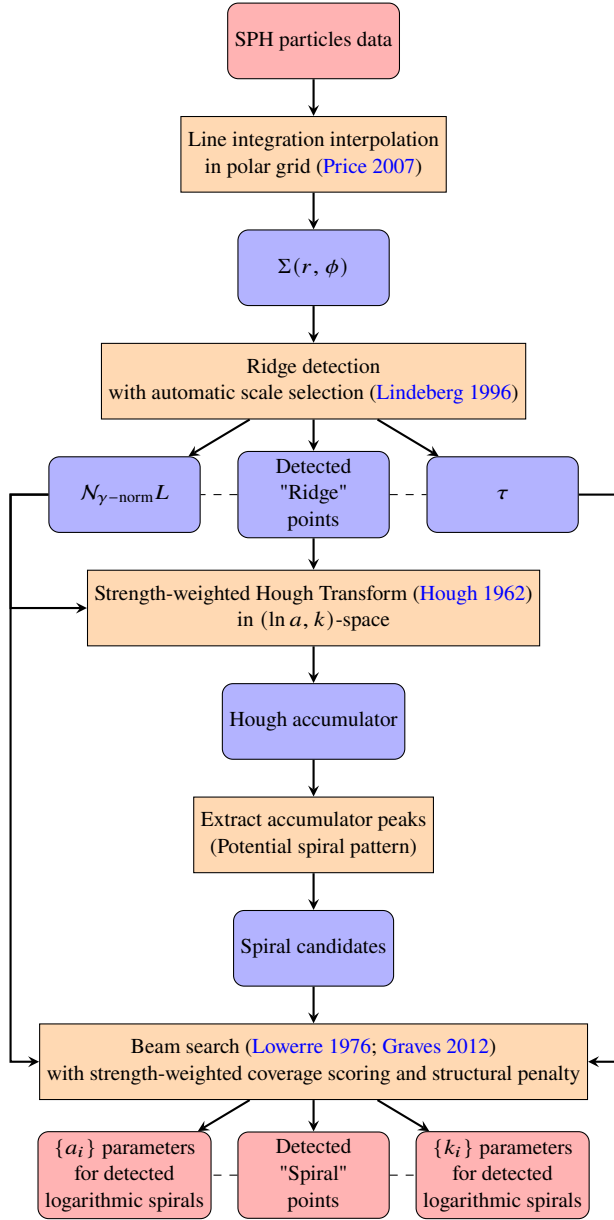 SPH particles data
Line integration interpolation
in polar grid (Price 2007)
Σ(r, ϕ)
Ridge detection
with automatic scale selection (Lindeberg 1996)
𝒩γ−norm L
Detected
"Ridge"
points
τ
Strength-weighted Hough Transform (Hough 1962)
in (ln a, k)-space
Hough accumulator
Extract accumulator peaks
(Potential spiral pattern)
Spiral candidates
Beam search (Lowerre 1976; Graves 2012)
with strength-weighted coverage scoring and structural penalty
{aᵢ} parameters
for detected
logarithmic spirals
Detected
"Spiral"
points
{kᵢ} parameters
for detected
logarithmic spirals